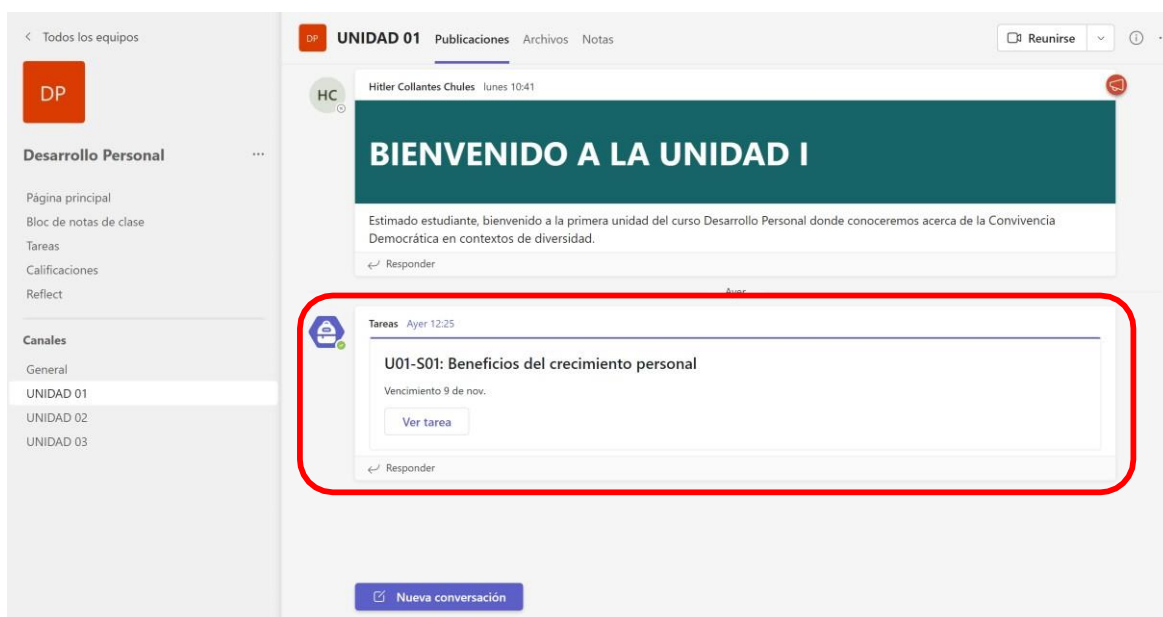 Todos los equipos
DP
Desarrollo Personal
Página principal
Bloc de notas de clase
Tareas
Calificaciones
Reflect
Canales
General
UNIDAD 01
UNIDAD 02
UNIDAD 03
DP UNIDAD 01 Publicaciones Archivos Notas
Reunirse
HC
Hitler Collantes Chules lunes 10:41
BIENVENIDO A LA UNIDAD I
Estimado estudiante, bienvenido a la primera unidad del curso Desarrollo Personal donde conoceremos acerca de la Convivencia
Democrática en contextos de diversidad.
Responder
Ayer
Tareas Ayer 12:25
U01-S01: Beneficios del crecimiento personal
Vencimiento 9 de nov.
Ver tarea
Responder
Nueva conversación